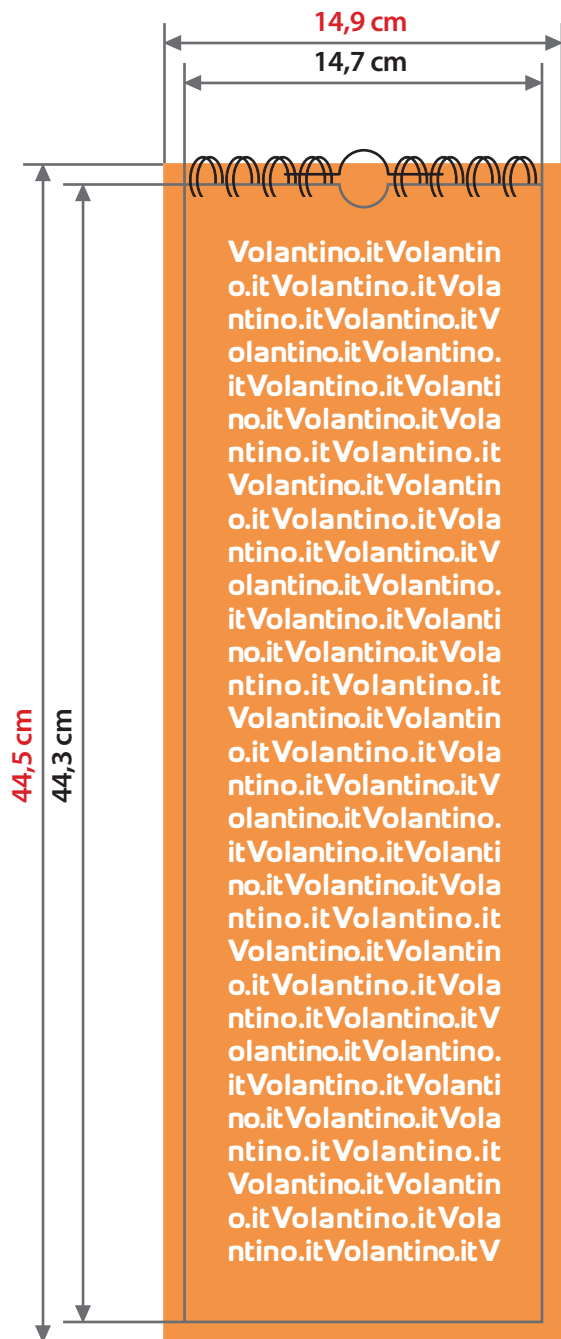 14,9 cm
14,7 cm
44,5 cm
44,3 cm
Volantino.itVolantin
o.itVolantino.itVola
ntino.itVolantino.itV
olantino.itVolantino.
itVolantino.itVolanti
no.itVolantino.itVola
ntino.itVolantino.it
Volantino.itVolantin
o.itVolantino.itVola
ntino.itVolantino.itV
olantino.itVolantino.
itVolantino.itVolanti
no.itVolantino.itVola
ntino.itVolantino.it
Volantino.itVolantin
o.itVolantino.itVola
ntino.itVolantino.itV
olantino.itVolantino.
itVolantino.itVolanti
no.itVolantino.itVola
ntino.itVolantino.it
Volantino.itVolantin
o.itVolantino.itVola
ntino.itVolantino.itV
olantino.itVolantino.
itVolantino.itVolanti
no.itVolantino.itVola
ntino.itVolantino.it
Volantino.itVolantin
o.itVolantino.itVola
ntino.itVolantino.itV